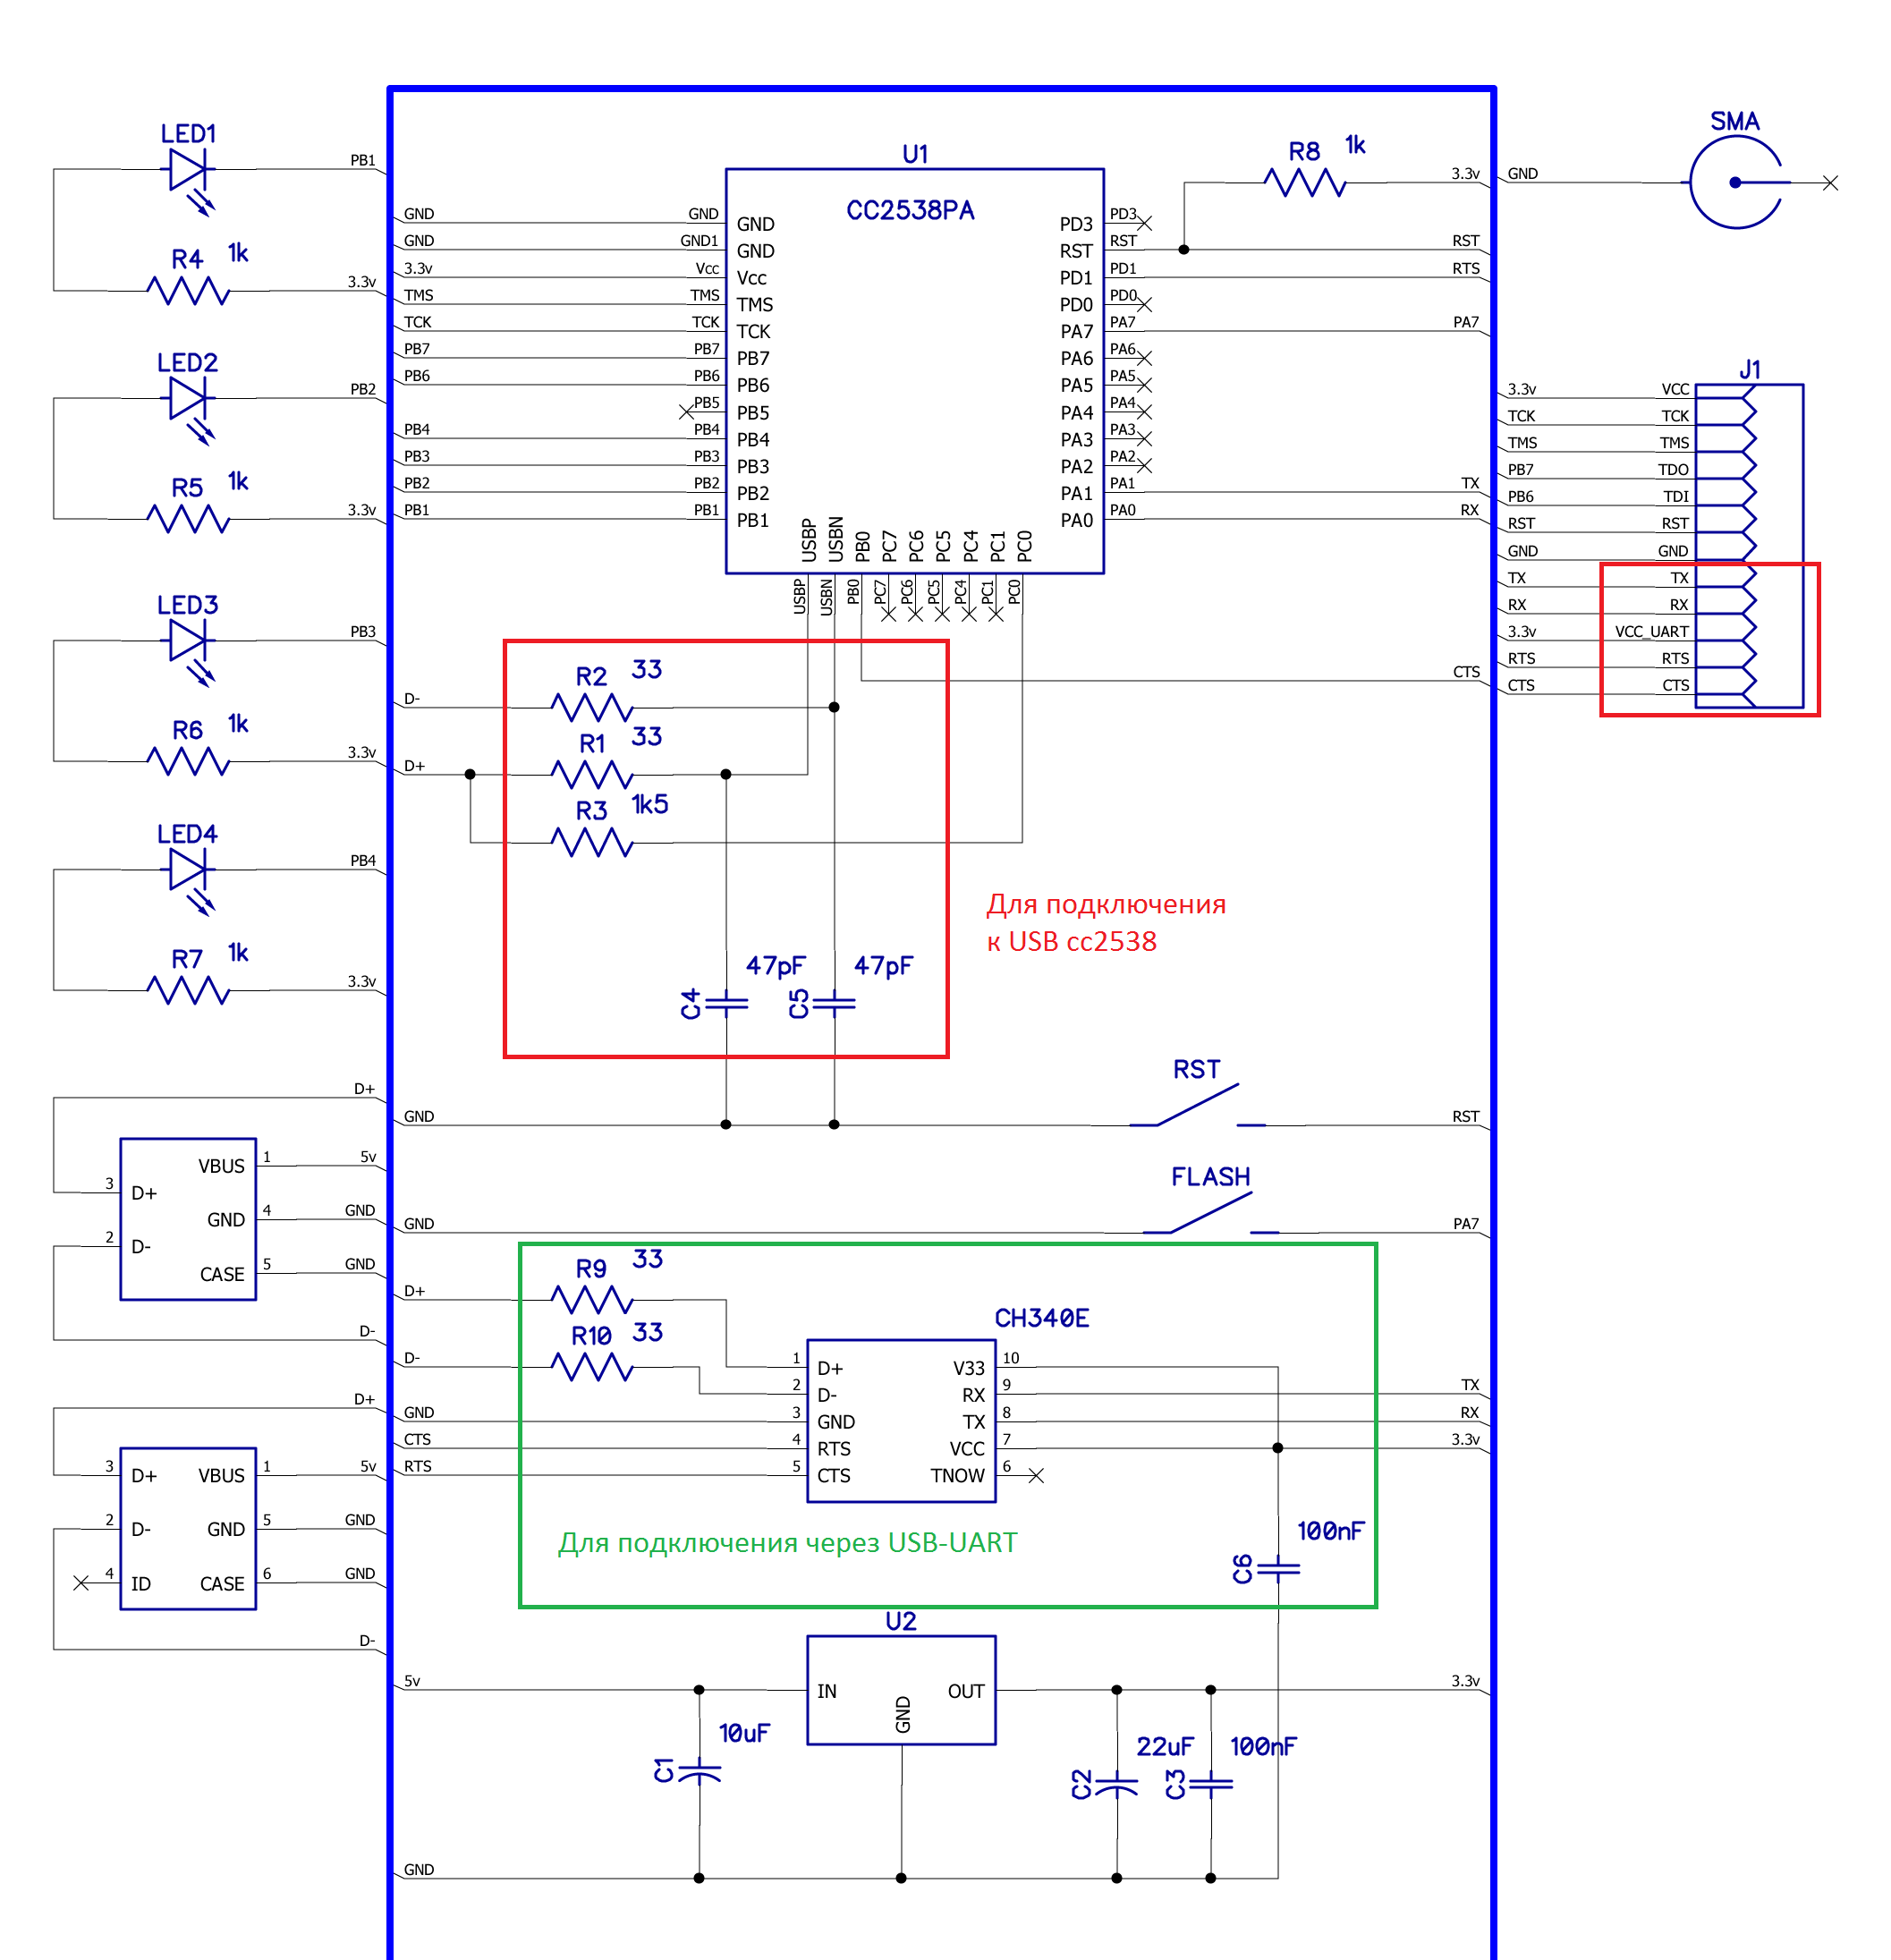 LED1
PB1
R4 1k
3.3v
LED2
PB2
R5 1k
3.3v
LED3
PB3
R6 1k
3.3v
LED4
PB4
R7 1k
3.3v
U1
CC2538PA
GND GND GND
GND GND1 GND
3.3v Vcc Vcc
TMS TMS TMS
TCK TCK TCK
PB7 PB7 PB7
PB6 PB6 PB6
PB5 PB5
PB4 PB4 PB4
PB3 PB3 PB3
PB2 PB2 PB2
PB1 PB1 PB1
PD3 PD3
RST RST RST
PD1 PD1 RTS
PD0 PD0
PA7 PA7 PA7
PA6 PA6
PA5 PA5
PA4 PA4
PA3 PA3
PA2 PA2
PA1 PA1 TX
PA0 PA0 RX
USBP USBN PB0 PC7 PC6 PC5 PC4 PC1 PC0
USBP USBN PB0 PC7 PC6 PC5 PC4 PC1 PC0
R8 1k
3.3v
SMA
GND
J1
3.3v VCC
TCK TCK
TMS TMS
PB7 TDO
PB6 TDI
RST RST
GND GND
TX TX
RX RX
3.3v VCC_UART
RTS RTS
CTS CTS
CTS
D- R2 33
D+ R1 33
R3 1k5
Для подключения
к USB cc2538
C4 47pF
C5 47pF
RST
GND RST
FLASH
GND PA7
D+
VBUS 1 5v
3 D+
GND 4 GND
2 D-
CASE 5 GND
D-
D+ R9 33
D- R10 33
CH340E
1 D+ V33 10
2 D- RX 9 TX
GND 3 GND TX 8 RX
CTS 4 RTS VCC 7 3.3v
RTS 5 CTS TNOW 6
Для подключения через USB-UART
C6 100nF
D+
3 D+ VBUS 1 5v
2 D- GND 5 GND
4 ID CASE 6 GND
D-
U2
5v IN OUT 3.3v
GND
C1 10uF
C2 22uF
C3 100nF
GND